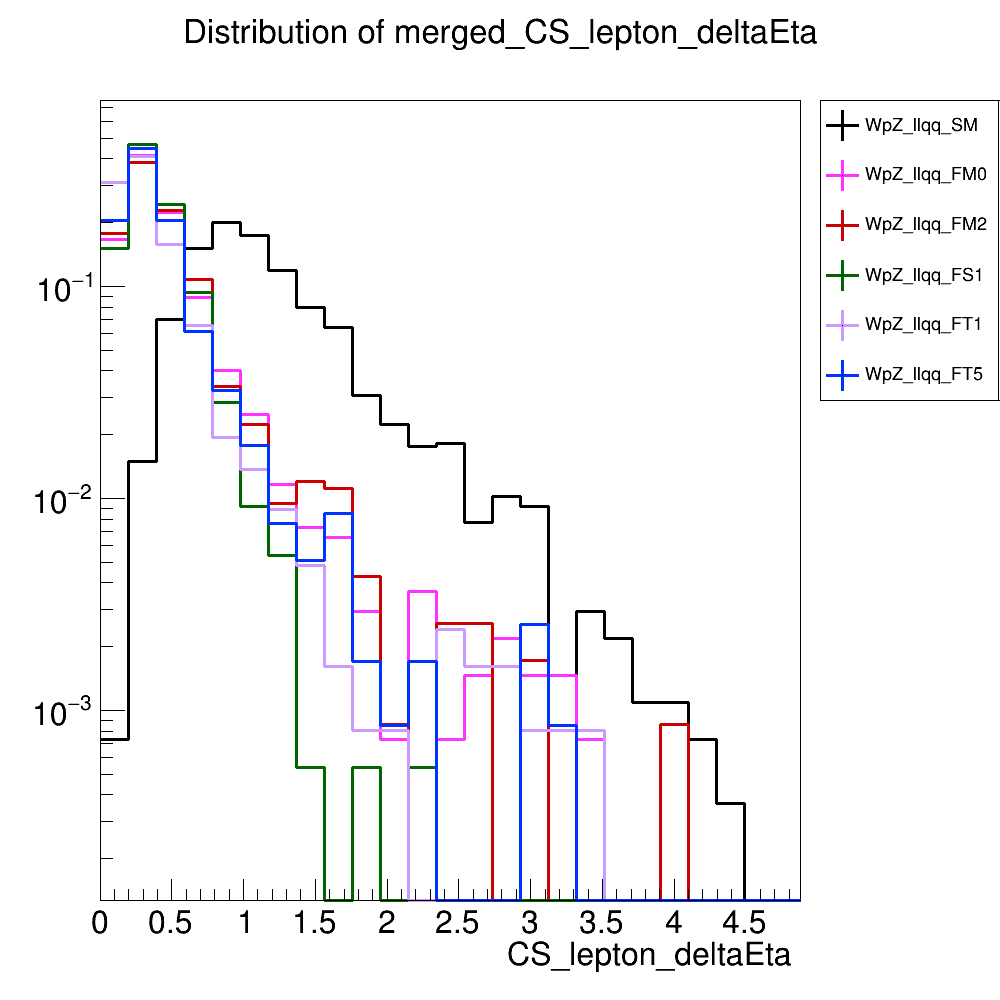 Distribution of merged_CS_lepton_deltaEta
WpZ_llqq_SM
WpZ_llqq_FM0
WpZ_llqq_FM2
WpZ_llqq_FS1
WpZ_llqq_FT1
WpZ_llqq_FT5
10⁻¹
10⁻²
10⁻³
0 0.5 1 1.5 2 2.5 3 3.5 4 4.5
CS_lepton_deltaEta